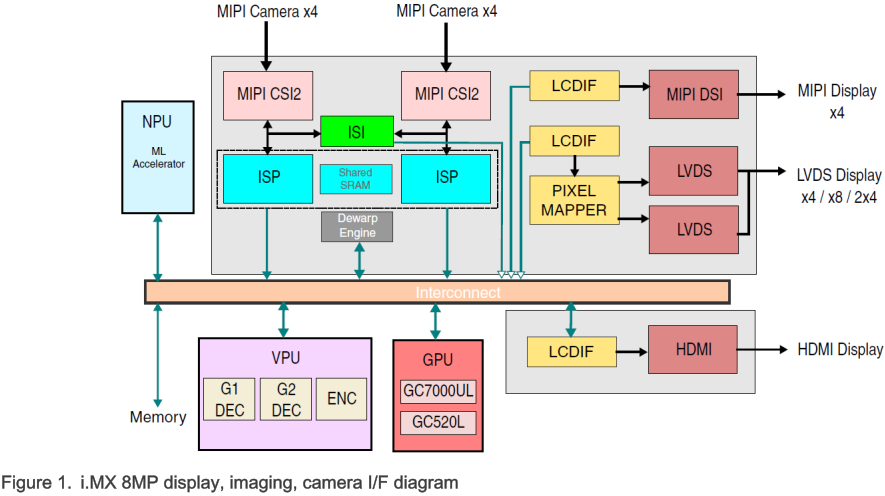 MIPI Camera x4
MIPI Camera x4
MIPI CSI2
MIPI CSI2
ISI
ISP
Shared
SRAM
ISP
Dewarp
Engine
LCDIF
MIPI DSI
MIPI Display
x4
LCDIF
PIXEL
MAPPER
LVDS
LVDS
LVDS Display
x4 / x8 / 2x4
NPU
ML
Accelerator
Interconnect
Memory
VPU
G1
DEC
G2
DEC
ENC
GPU
GC7000UL
GC520L
LCDIF
HDMI
HDMI Display
Figure 1. i.MX 8MP display, imaging, camera I/F diagram